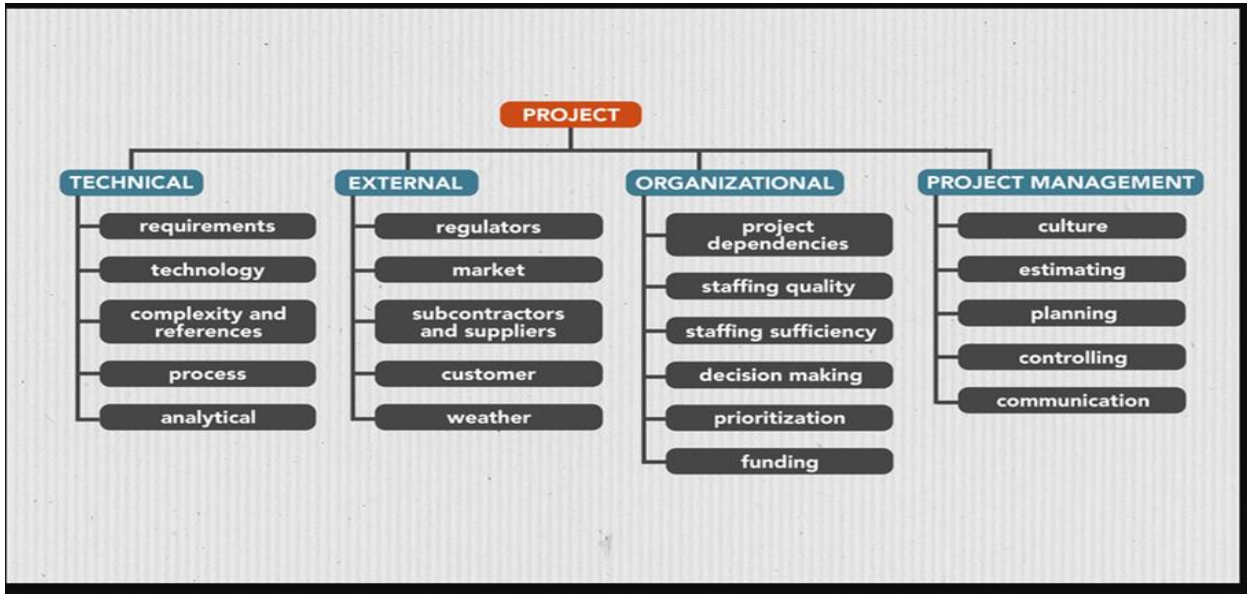 PROJECT
TECHNICAL
requirements
technology
complexity and
references
process
analytical
EXTERNAL
regulators
market
subcontractors
and suppliers
customer
weather
ORGANIZATIONAL
project
dependencies
staffing quality
staffing sufficiency
decision making
prioritization
funding
PROJECT MANAGEMENT
culture
estimating
planning
controlling
communication